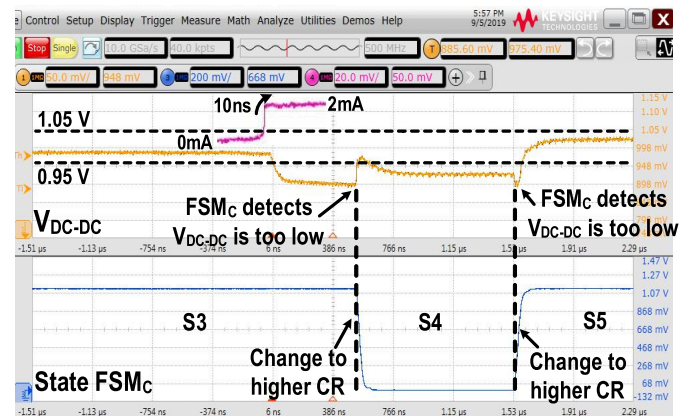 Control Setup Display Trigger Measure Math Analyze Utilities Demos Help
5:57 PM
9/5/2019
KEYSIGHT
TECHNOLOGIES
X
Stop Single 10.0 GSa/s 40.0 kpts 500 MHz T 885.60 mV 975.40 mV
1 1MΩ 50.0 mV/ 948 mV 3 1MΩ 200 mV/ 668 mV 4 1MΩ 20.0 mV/ 50.0 mV +
10ns 2mA
0mA
1.05 V
0.95 V
1.15 V
1.10 V
1.05 V
998 mV
948 mV
898 mV
FSMC detects
VDC-DC is too low
FSMC detects
VDC-DC is too low
VDC-DC
-1.51 µs -1.13 µs -754 ns -374 ns 6 ns 386 ns 766 ns 1.15 µs 1.53 µs 1.91 µs 2.29 µs
1.47 V
1.27 V
1.07 V
868 mV
668 mV
468 mV
268 mV
68 mV
-132 mV
S3 S4 S5
Change to
higher CR
Change to
higher CR
State FSMC
-1.51 µs -1.13 µs -754 ns -374 ns 6 ns 386 ns 766 ns 1.15 µs 1.53 µs 1.91 µs 2.29 µs